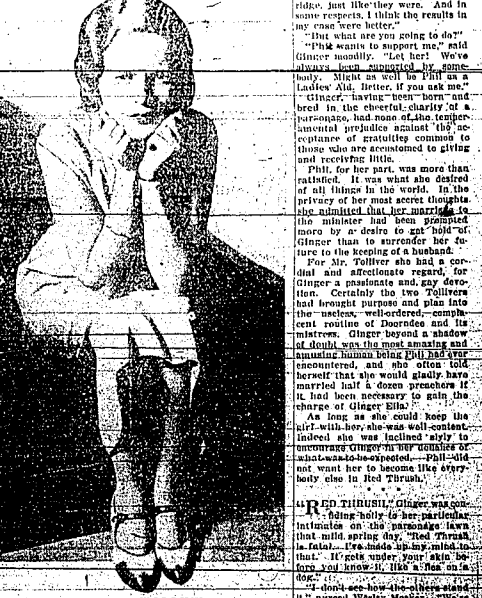 ridge, just like they were. And in
some respects, I think the results in
my case were better."
"But what are you going to do?"
"Phil wants to support me," said
Ginger moodily. "Let her! We've
always been supported by some-
body. Might as well be Phil as a
Ladies' Aid. Better, if you ask me."
Ginger, having been born and
bred in the cheerful charity of a
parsonage, had none of the temper-
amental prejudice against the ac-
ceptance of gratuities common to
those who are accustomed to giving
and receiving little.
Phil, for her part, was more than
satisfied. It was what she desired
of all things in the world. In the
privacy of her most secret thoughts
she admitted that her marriage to
the minister had been prompted
more by a desire to get hold of
Ginger than to surrender her fu-
ture to the keeping of a husband.
For Mr. Tolliver she had a cor-
dial and affectionate regard, for
Ginger a passionate and gay devo-
tion. Certainly the two Tollivers
had brought purpose and plan into
the useless, well-ordered, compla-
cent routine of Doorndee and its
mistress. Ginger beyond a shadow
of doubt was the most amazing and
amusing human being Phil had ever
encountered, and she often told
herself that she would gladly have
married half a dozen preachers if
it had been necessary to gain the
charge of Ginger Ella.
As long as she could keep the
girl with her, she was well content.
Indeed she was inclined slyly to
encourage Ginger in her defiance of
what was to be expected. Phil did
not want her to become like every-
body else in Red Thrush.
"RED THRUSH," Ginger was con-
fiding hotly to her particular
intimates on the parsonage lawn
that mild spring day, "Red Thrush
is fatal. I've made up my mind to
that. It gets under your skin be-
fore you know it, like a flea on a
dog."
"I don't see how the others stand